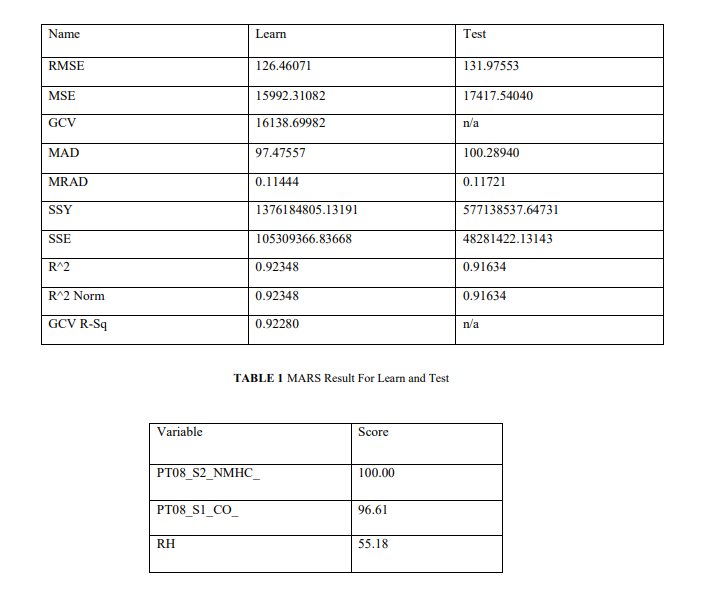 Name Learn Test
RMSE 126.46071 131.97553
MSE 15992.31082 17417.54040
GCV 16138.69982 n/a
MAD 97.47557 100.28940
MRAD 0.11444 0.11721
SSY 1376184805.13191 577138537.64731
SSE 105309366.83668 48281422.13143
R^2 0.92348 0.91634
R^2 Norm 0.92348 0.91634
GCV R-Sq 0.92280 n/a
TABLE 1 MARS Result For Learn and Test
Variable Score
PT08_S2_NMHC_ 100.00
PT08_S1_CO_ 96.61
RH 55.18